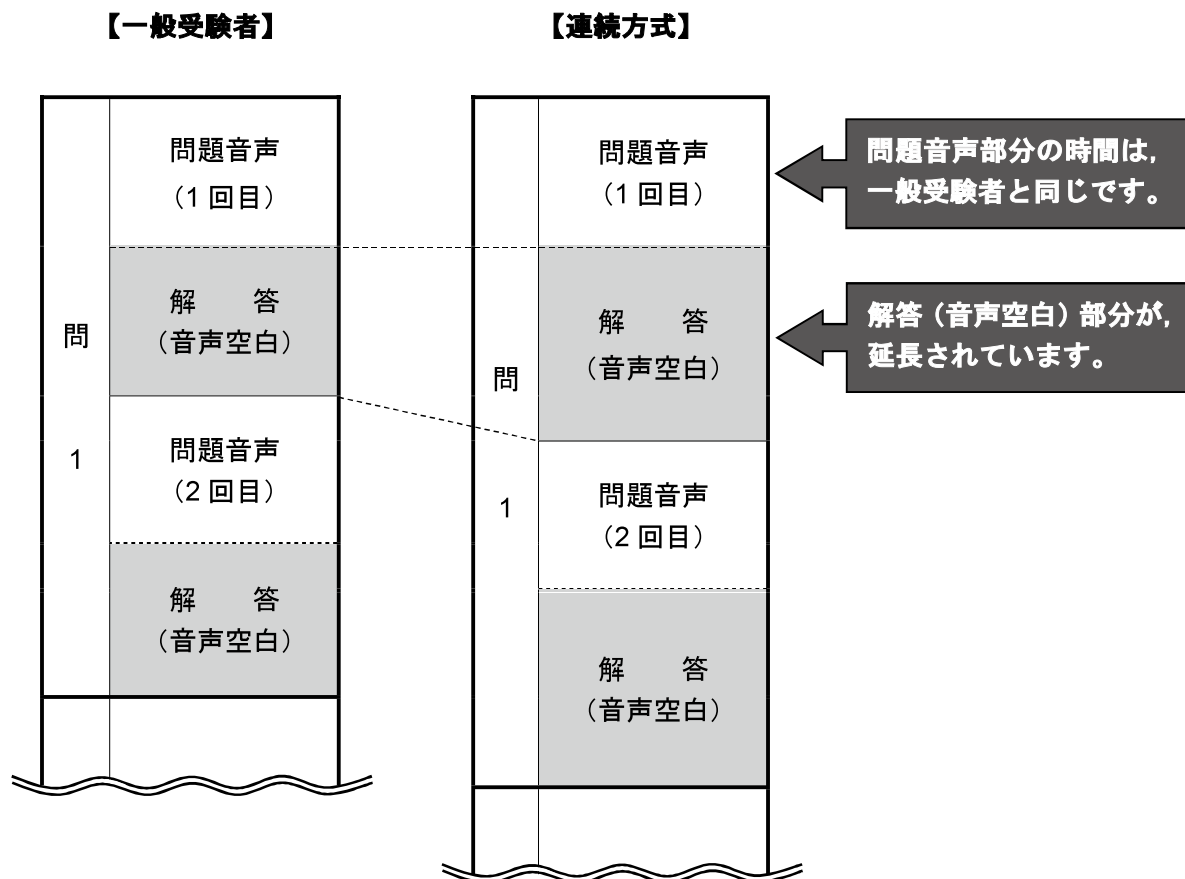 【一般受験者】
問
1
問題音声
（1 回目）
解　　答
（音声空白）
問題音声
（2 回目）
解　　答
（音声空白）
【連続方式】
問
1
問題音声
（1 回目）
解　　答
（音声空白）
問題音声
（2 回目）
解　　答
（音声空白）
問題音声部分の時間は，
一般受験者と同じです。
解答（音声空白）部分が，
延長されています。